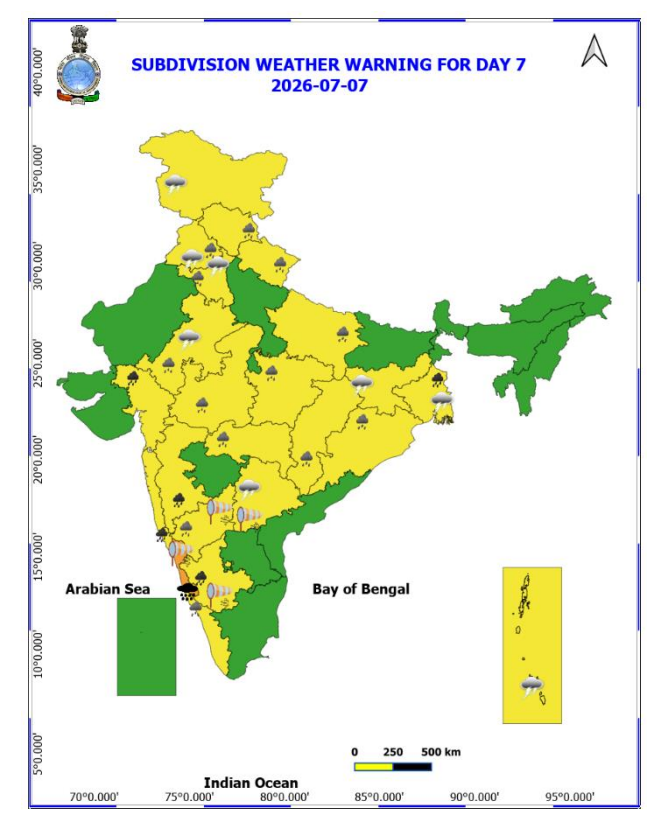 SUBDIVISION WEATHER WARNING FOR DAY 7
2026-07-07
40°0.000'
35°0.000'
30°0.000'
25°0.000'
20°0.000'
15°0.000'
10°0.000'
5°0.000'
Arabian Sea
Bay of Bengal
0 250 500 km
Indian Ocean
70°0.000' 75°0.000' 80°0.000' 85°0.000' 90°0.000' 95°0.000'